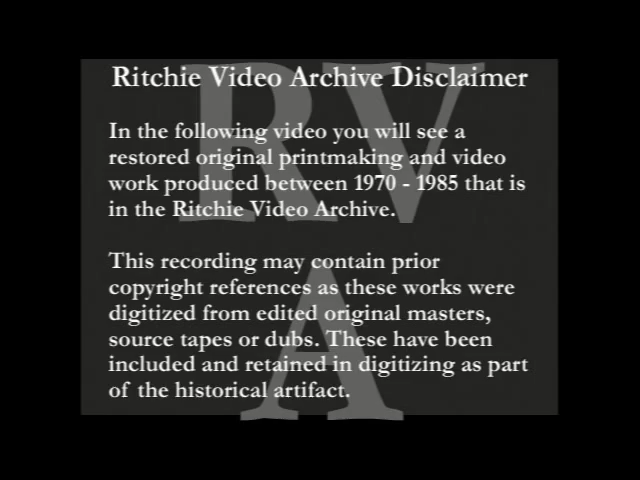 Ritchie Video Archive Disclaimer
In the following video you will see a
restored original printmaking and video
work produced between 1970 - 1985 that is
in the Ritchie Video Archive.
This recording may contain prior
copyright references as these works were
digitized from edited original masters,
source tapes or dubs. These have been
included and retained in digitizing as part
of the historical artifact.
RV
A